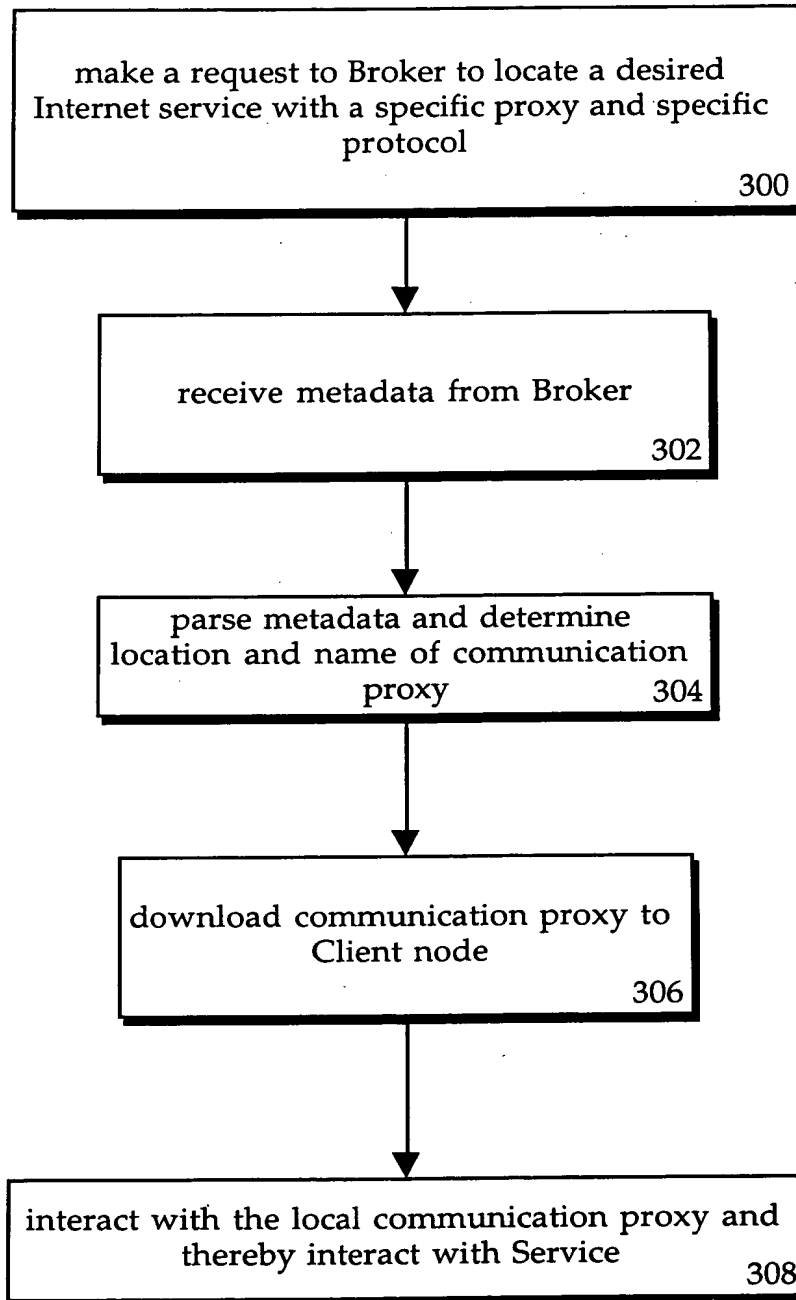 make a request to Broker to locate a desired
Internet service with a specific proxy and specific
protocol
300
receive metadata from Broker
302
parse metadata and determine
location and name of communication
proxy
304
download communication proxy to
Client node
306
interact with the local communication proxy and
thereby interact with Service
308